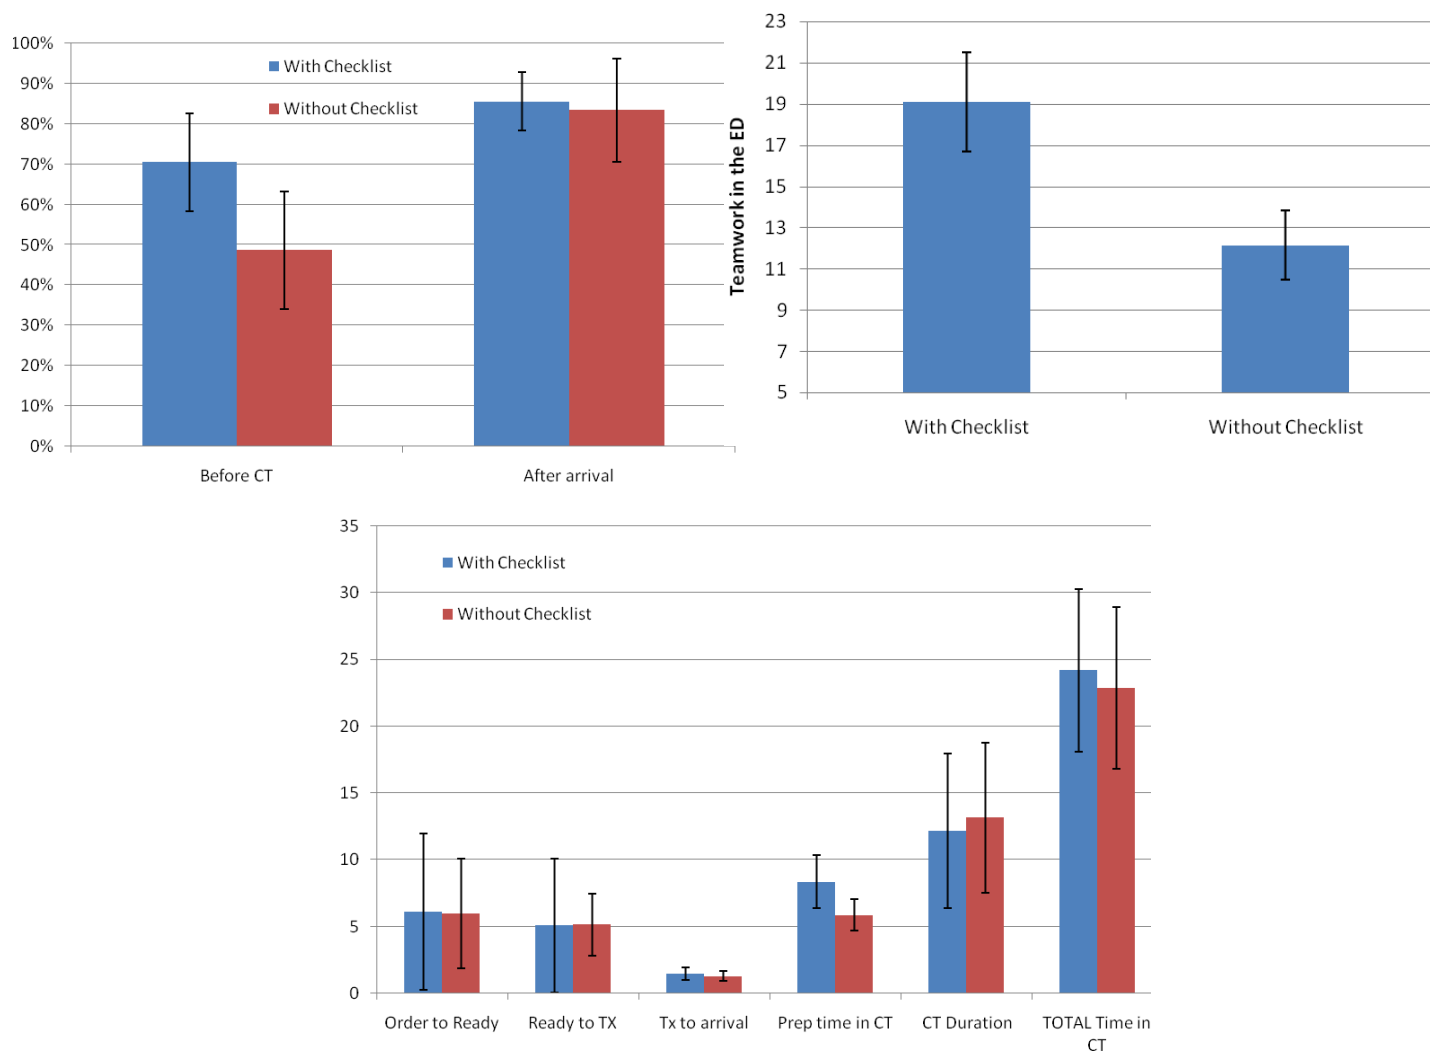 100%
90%
80%
70%
60%
50%
40%
30%
20%
10%
0%
With Checklist
Without Checklist
Before CT
After arrival
Teamwork in the ED
23
21
19
17
15
13
11
9
7
5
With Checklist
Without Checklist
35
30
25
20
15
10
5
0
With Checklist
Without Checklist
Order to Ready
Ready to TX
Tx to arrival
Prep time in CT
CT Duration
TOTAL Time in
CT